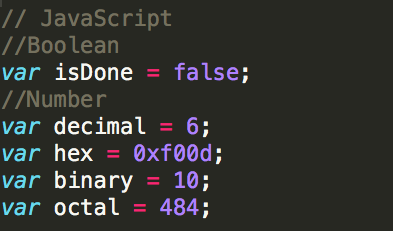 // JavaScript
//Boolean
var isDone = false;
//Number
var decimal = 6;
var hex = 0xf00d;
var binary = 10;
var octal = 484;